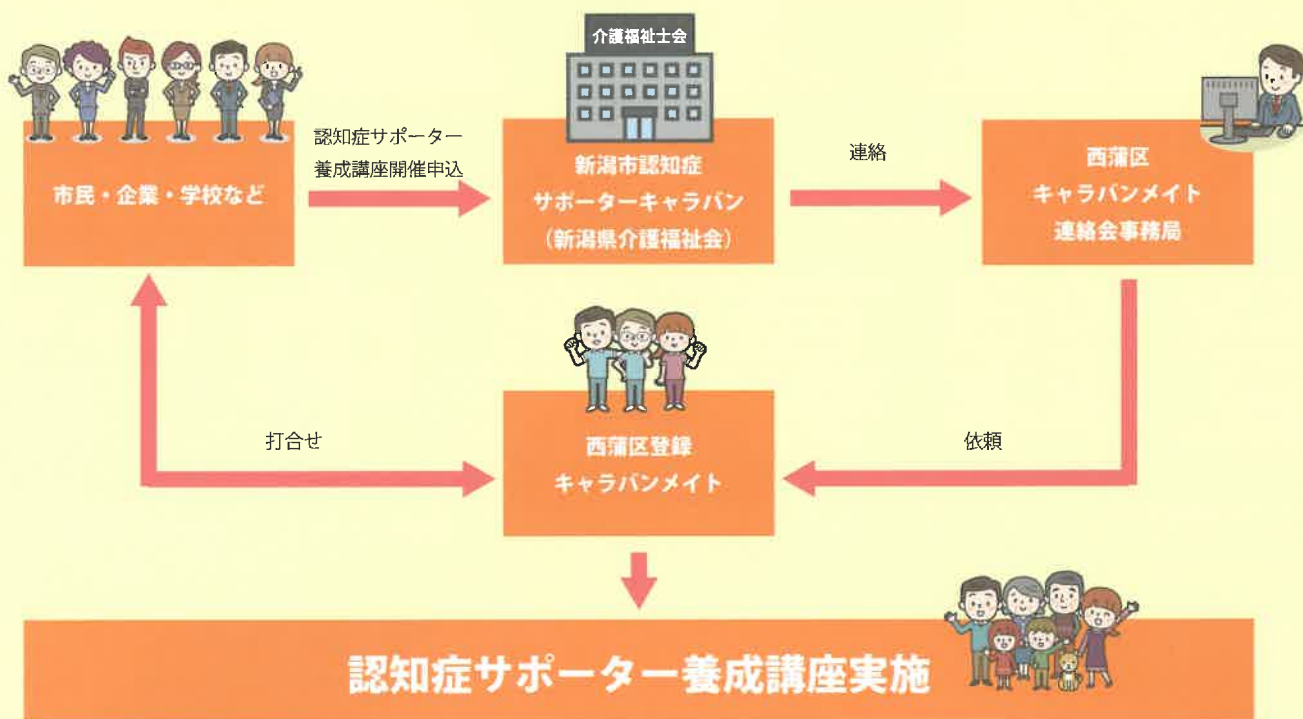 介護福祉士会
認知症サポーター
養成講座開催申込
市民・企業・学校など
新潟市認知症
サポーターキャラバン
（新潟県介護福祉会）
連絡
西蒲区
キャラバンメイト
連絡会事務局
打合せ
西蒲区登録
キャラバンメイト
依頼
認知症サポーター養成講座実施